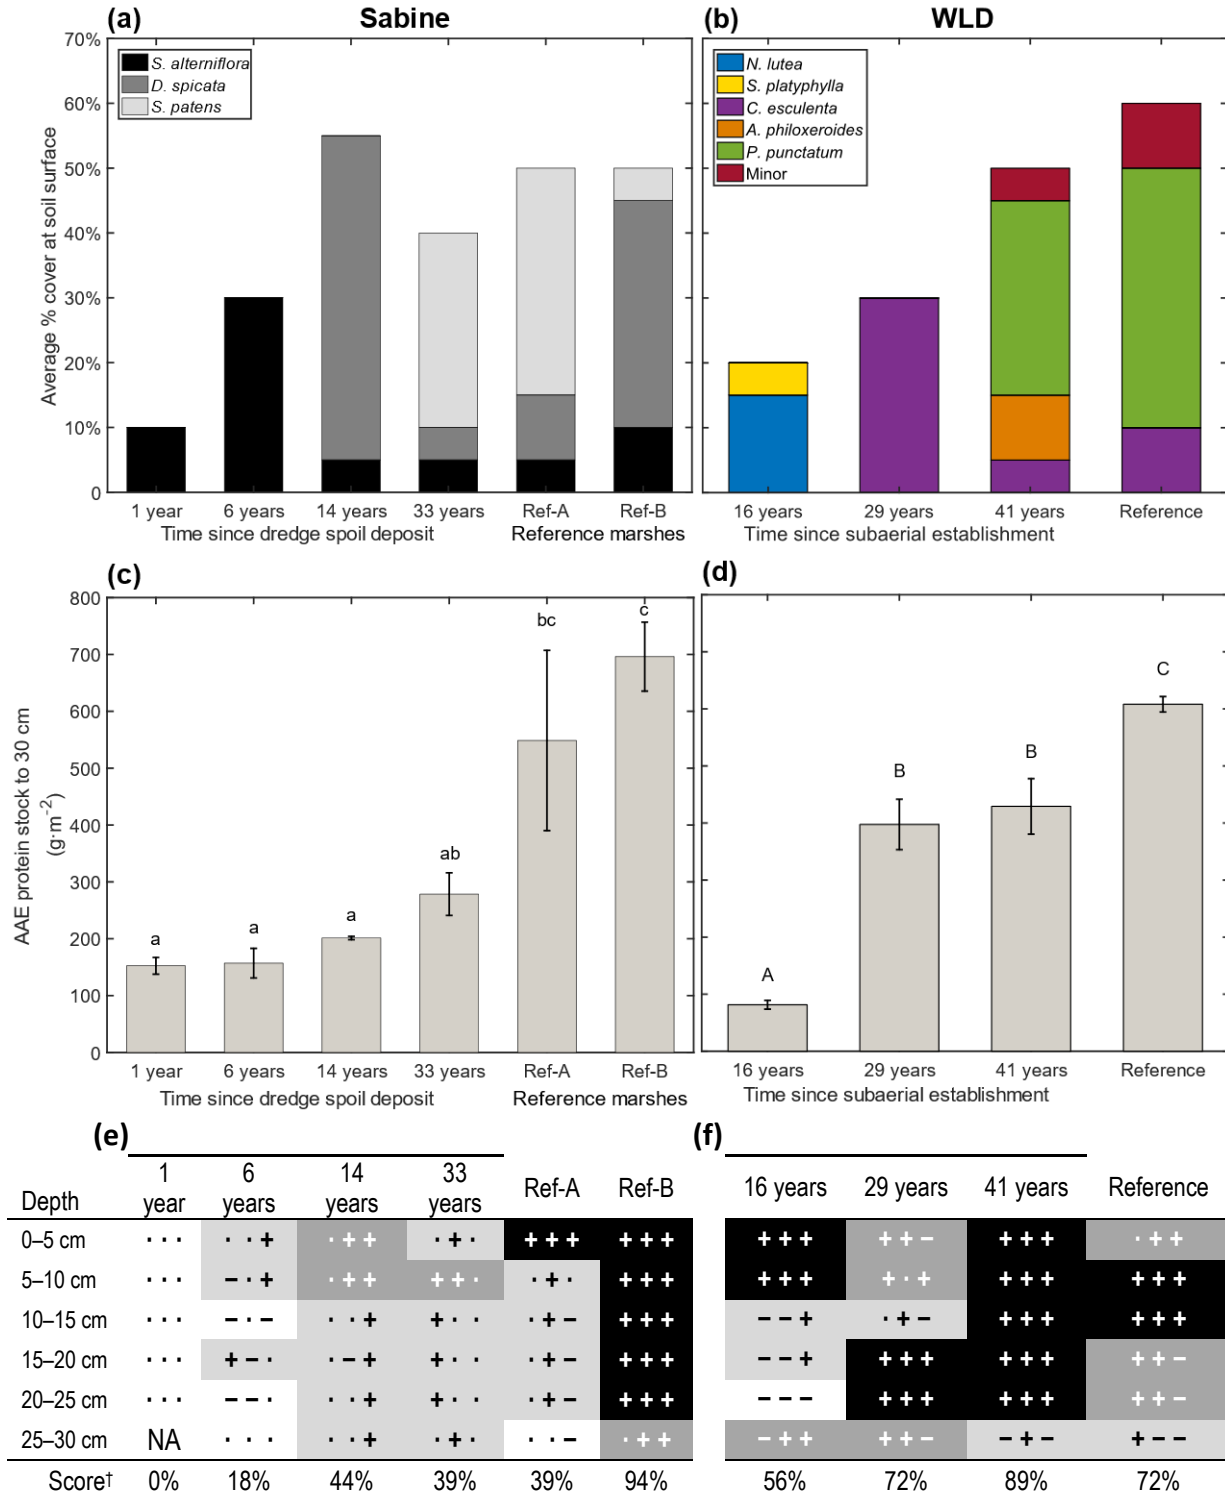 (a) Sabine
(b) WLD
70%
60%
50%
40%
30%
20%
10%
0
Average % cover at soil surface
S. alterniflora
D. spicata
S. patens
N. lutea
S. platyphylla
C. esculenta
A. philoxeroides
P. punctatum
Minor
1 year 6 years 14 years 33 years Ref-A Ref-B
Time since dredge spoil deposit Reference marshes
16 years 29 years 41 years Reference
Time since subaerial establishment
(c)
(d)
800
700
600
500
400
300
200
100
0
AAE protein stock to 30 cm
(g·m-2)
a a a ab bc c
A B B C
1 year 6 years 14 years 33 years Ref-A Ref-B
Time since dredge spoil deposit Reference marshes
16 years 29 years 41 years Reference
Time since subaerial establishment
(e) (f)
1 6 14 33
Depth year years years years Ref-A Ref-B 16 years 29 years 41 years Reference
0–5 cm · · · · · + · + + · + · + + + + + + + + + + + − + + + · + +
5–10 cm · · · − · + · + + + + · · + · + + + + + + + · + + + + + + +
10–15 cm · · · − · − · · + + · · · + − + + + − − + · + − + + + + + +
15–20 cm · · · + − · · − + + · · · + − + + + − − + + + + + + + + + −
20–25 cm · · · − − · · · + + · · · + − + + + − − − + + + + + + + + −
25–30 cm NA · · · · · + · + · · · − · + + − + + + + − − + − + − −
Score† 0% 18% 44% 39% 39% 94% 56% 72% 89% 72%